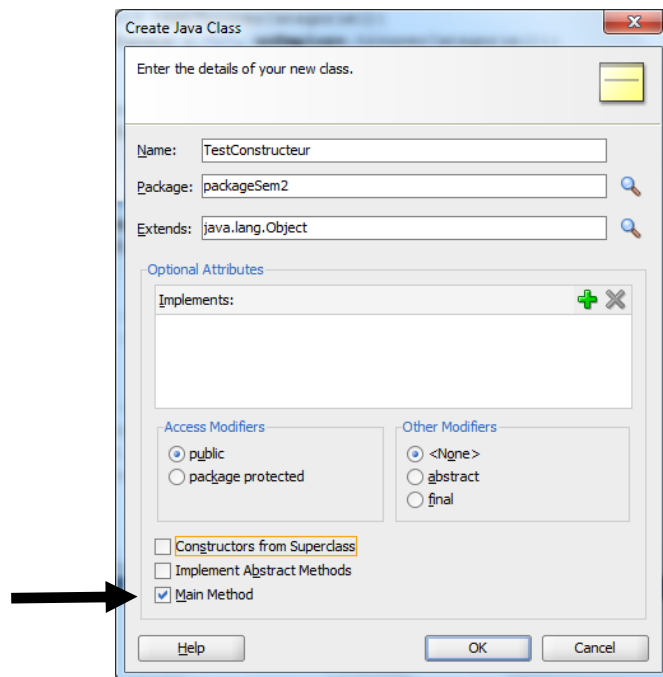 Create Java Class
Enter the details of your new class.
Name: TestConstructeur
Package: packageSem2
Extends: java.lang.Object
Optional Attributes
Implements:
Access Modifiers
public
package protected
Other Modifiers
<None>
abstract
final
Constructors from Superclass
Implement Abstract Methods
Main Method
Help OK Cancel